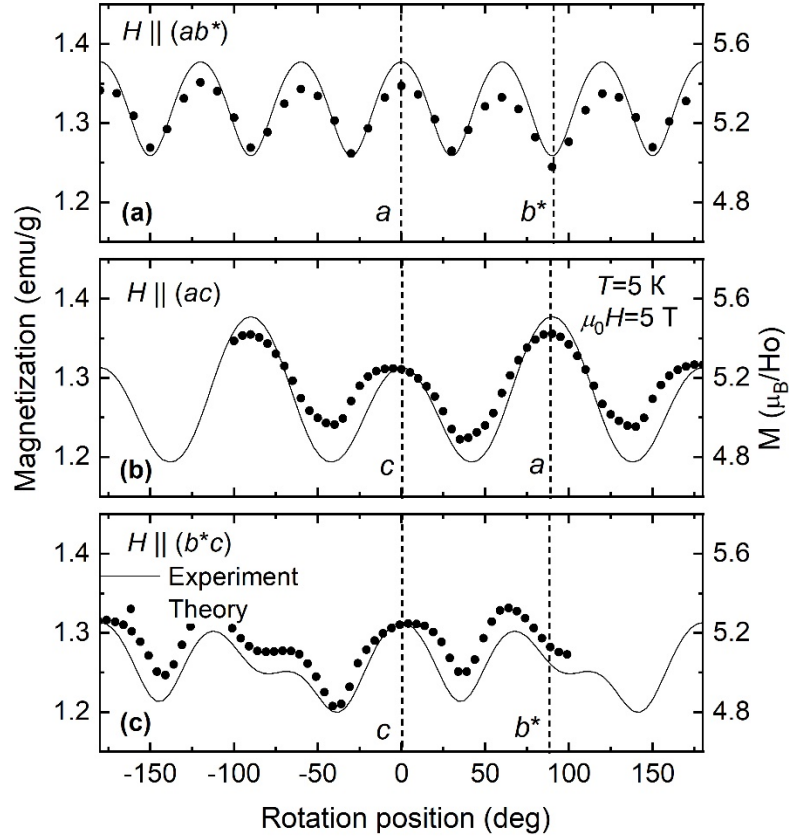 H || (ab*)
1.4
1.3
1.2
5.6
5.2
4.8
(a)
a
b*
H || (ac)
T=5 K
μ0H=5 T
1.4
1.3
1.2
5.6
5.2
4.8
(b)
c
a
Magnetization (emu/g)
M (μB/Ho)
H || (b*c)
Experiment
Theory
1.4
1.3
1.2
5.6
5.2
4.8
(c)
c
b*
-150 -100 -50 0 50 100 150
Rotation position (deg)